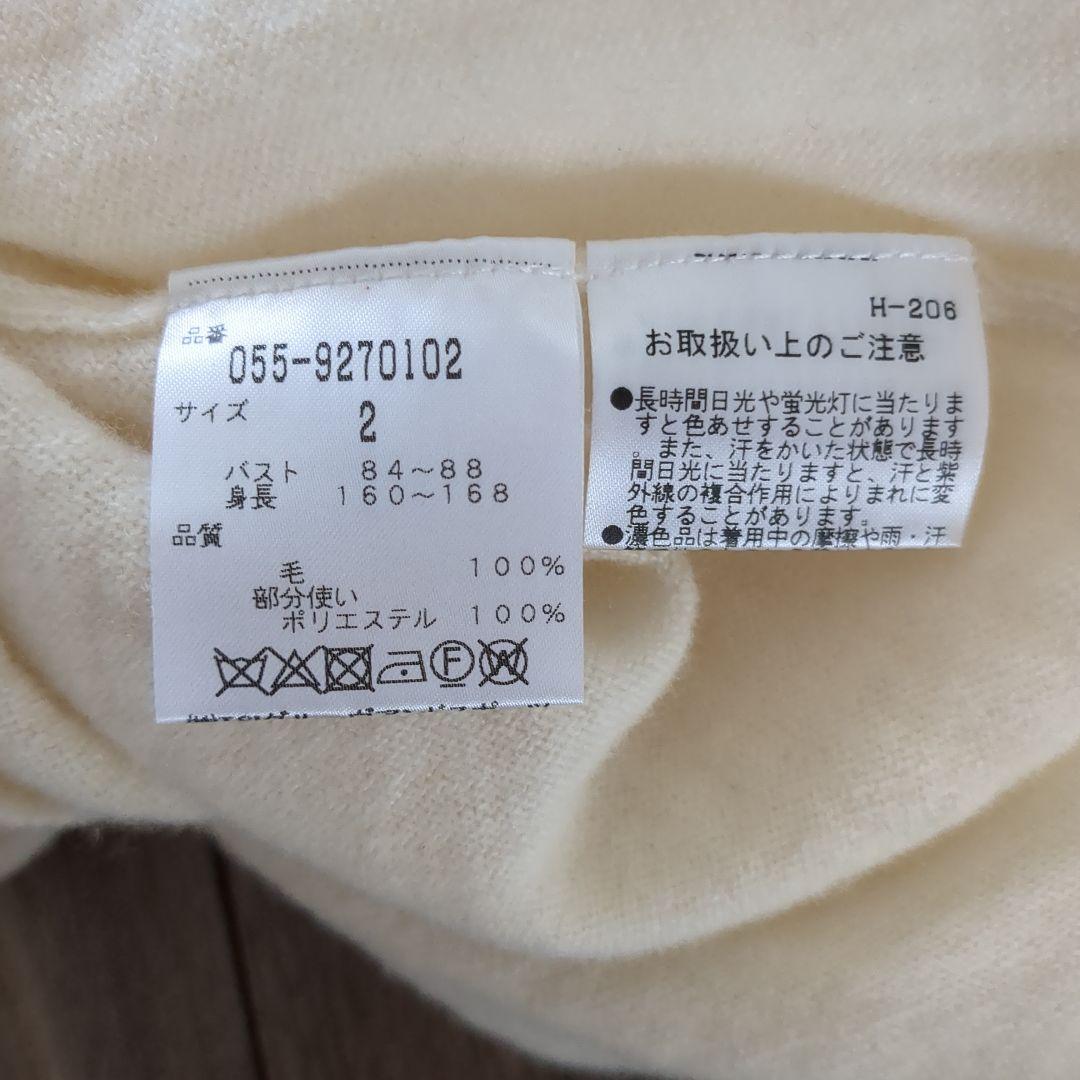 品番
055-9270102
サイズ
2
バスト 84～88
身長 160～168
品質
毛 100%
部分使い
ポリエステル 100%
F
W
H-206
お取扱い上のご注意
●長時間日光や蛍光灯に当たりま
すと色あせすることがあります
。また、汗をかいた状態で長時
間日光に当たりますと、汗と紫
外線の複合作用によりまれに変
色することがあります。
●濃色品は着用中の摩擦や雨・汗